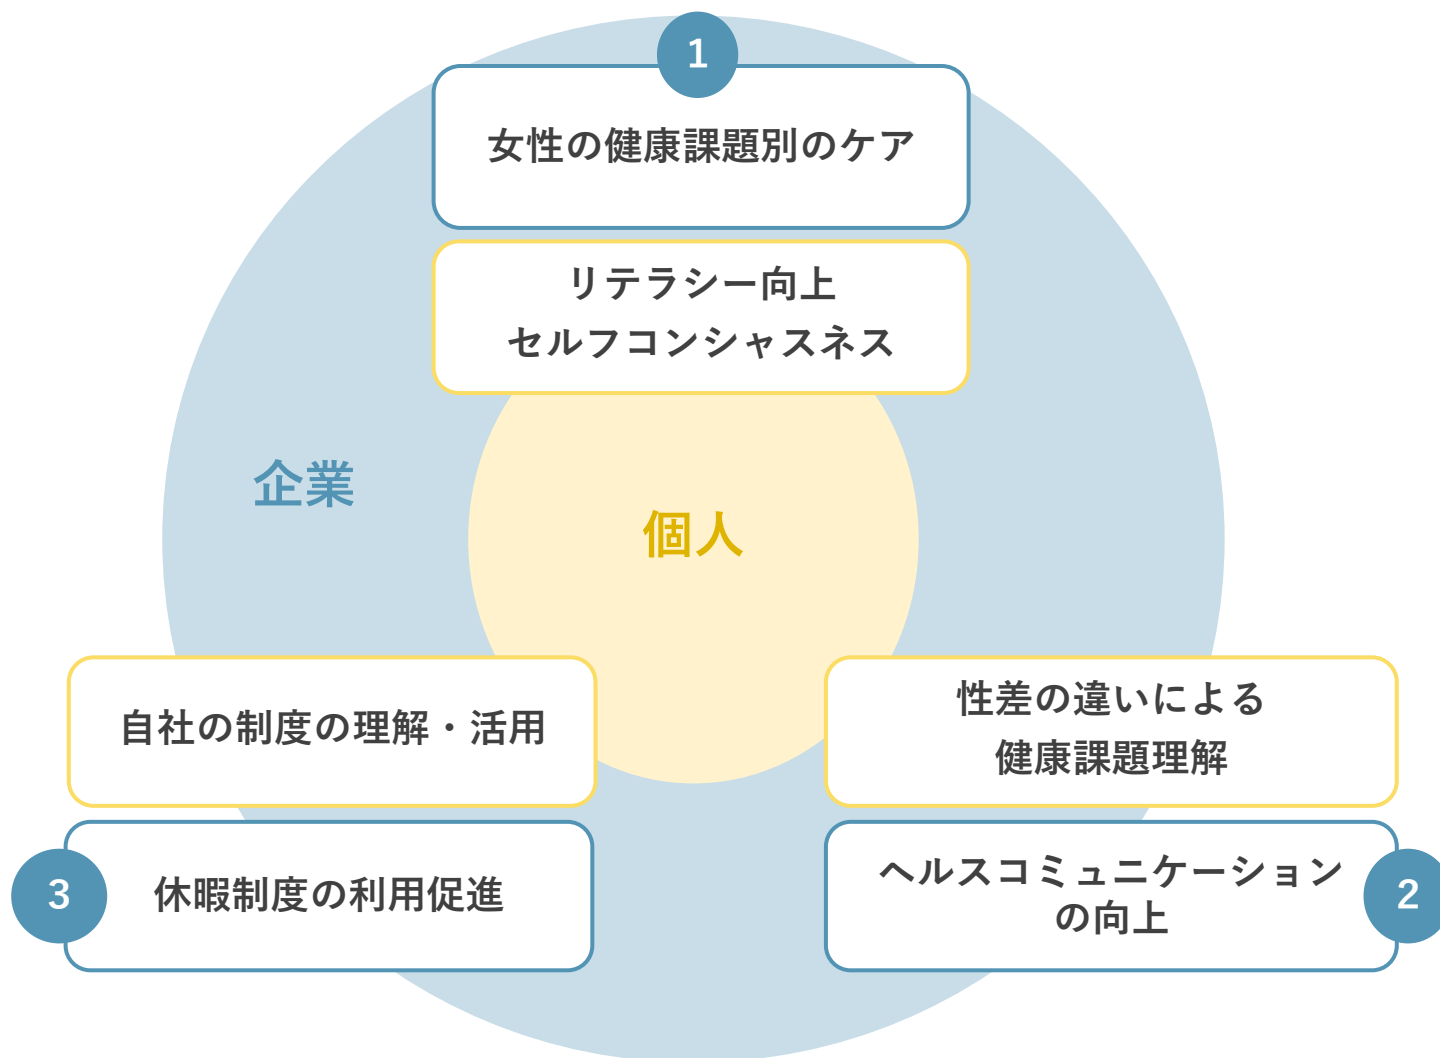 1
女性の健康課題別のケア
リテラシー向上
セルフコンシャスネス
企業
個人
自社の制度の理解・活用
性差の違いによる
健康課題理解
3
休暇制度の利用促進
ヘルスコミュニケーション
の向上
2